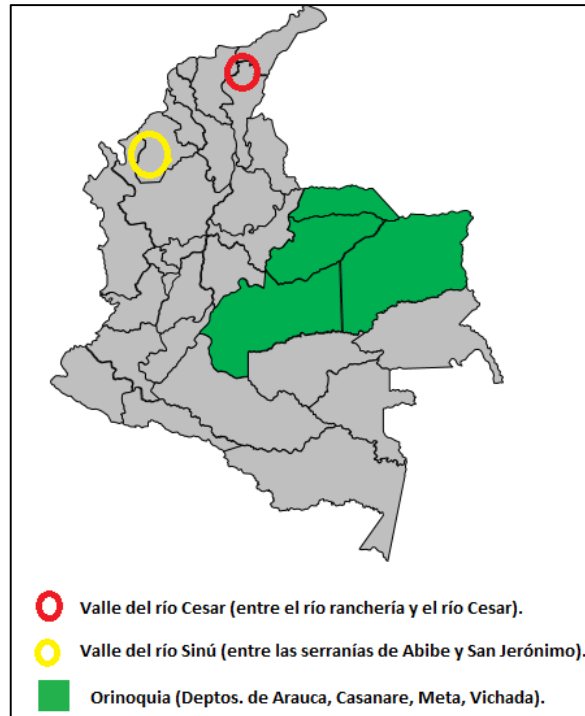 Valle del río Cesar (entre el río ranchería y el río Cesar).
Valle del río Sinú (entre las serranías de Abibe y San Jerónimo).
Orinoquia (Deptos. de Arauca, Casanare, Meta, Vichada).